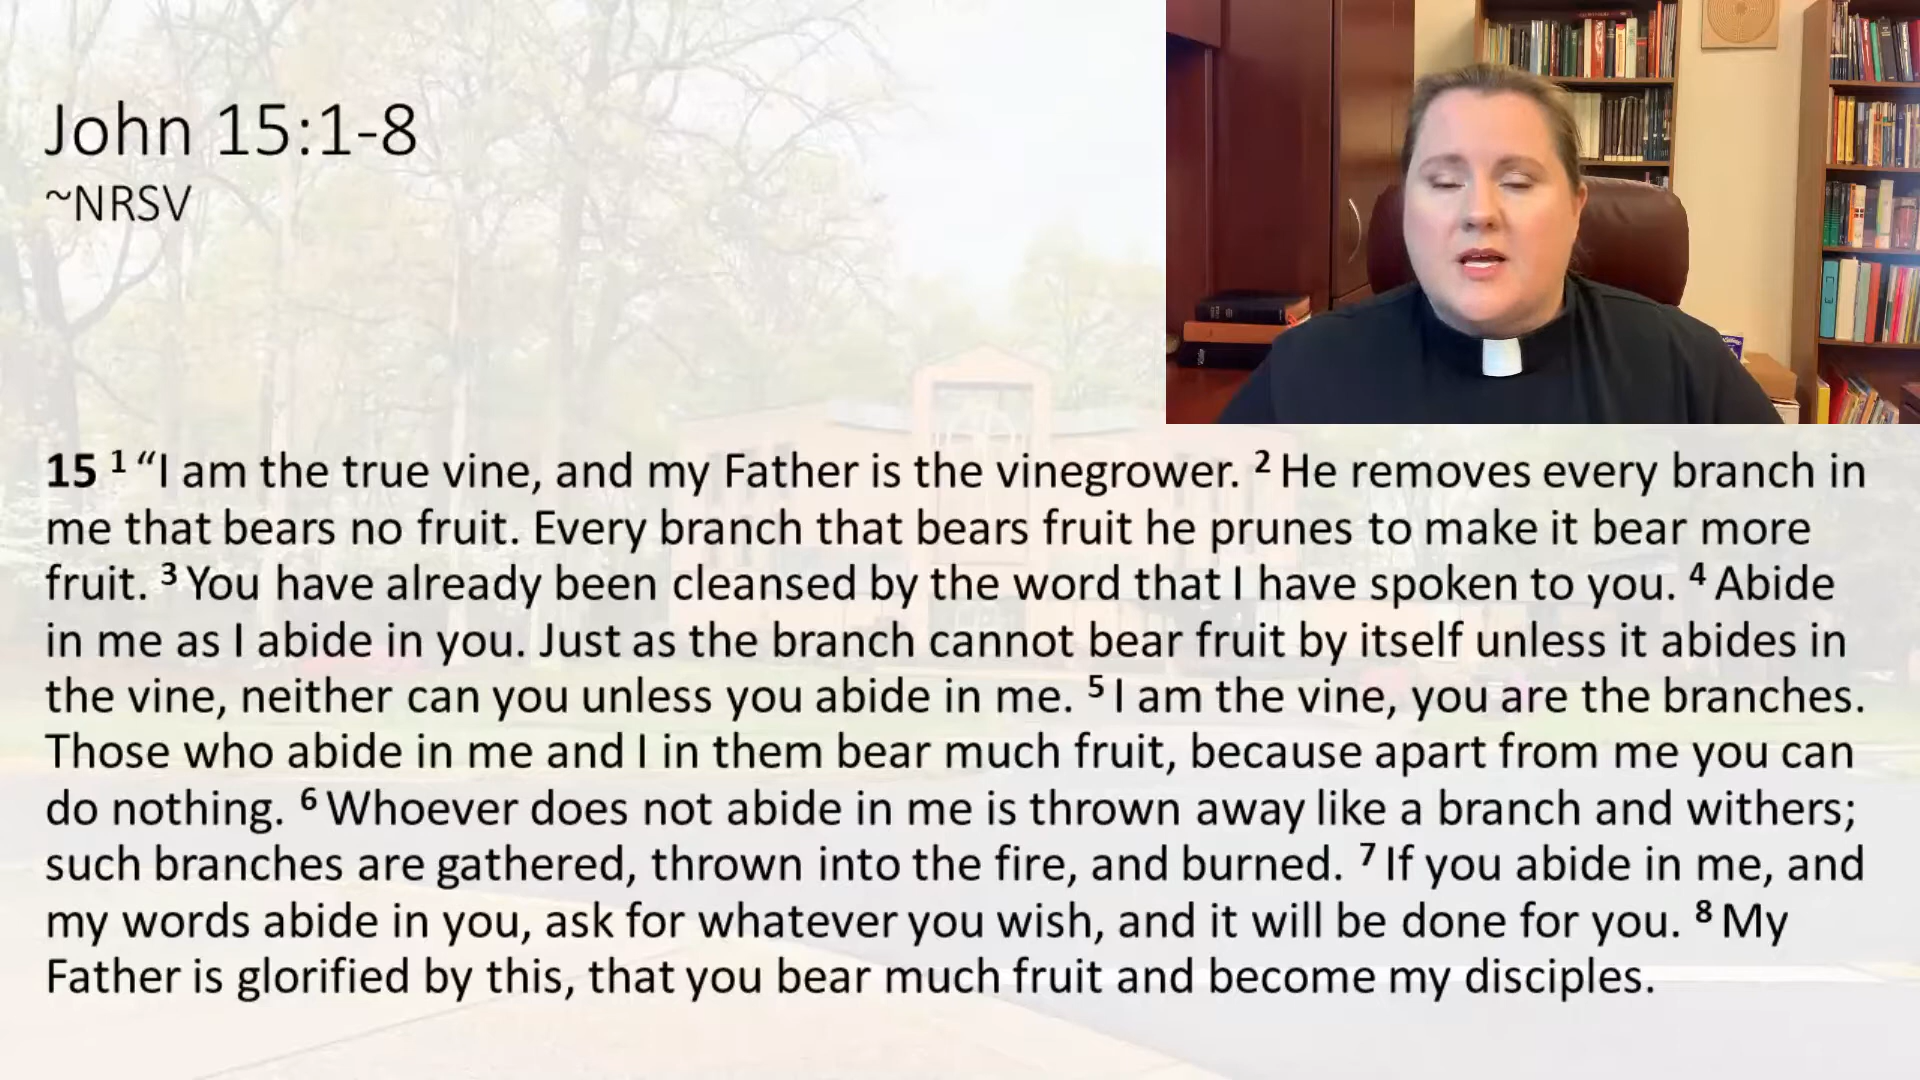 John 15:1-8
~NRSV
15 1 “I am the true vine, and my Father is the vinegrower. 2 He removes every branch in
me that bears no fruit. Every branch that bears fruit he prunes to make it bear more
fruit. 3 You have already been cleansed by the word that I have spoken to you. 4 Abide
in me as I abide in you. Just as the branch cannot bear fruit by itself unless it abides in
the vine, neither can you unless you abide in me. 5 I am the vine, you are the branches.
Those who abide in me and I in them bear much fruit, because apart from me you can
do nothing. 6 Whoever does not abide in me is thrown away like a branch and withers;
such branches are gathered, thrown into the fire, and burned. 7 If you abide in me, and
my words abide in you, ask for whatever you wish, and it will be done for you. 8 My
Father is glorified by this, that you bear much fruit and become my disciples.